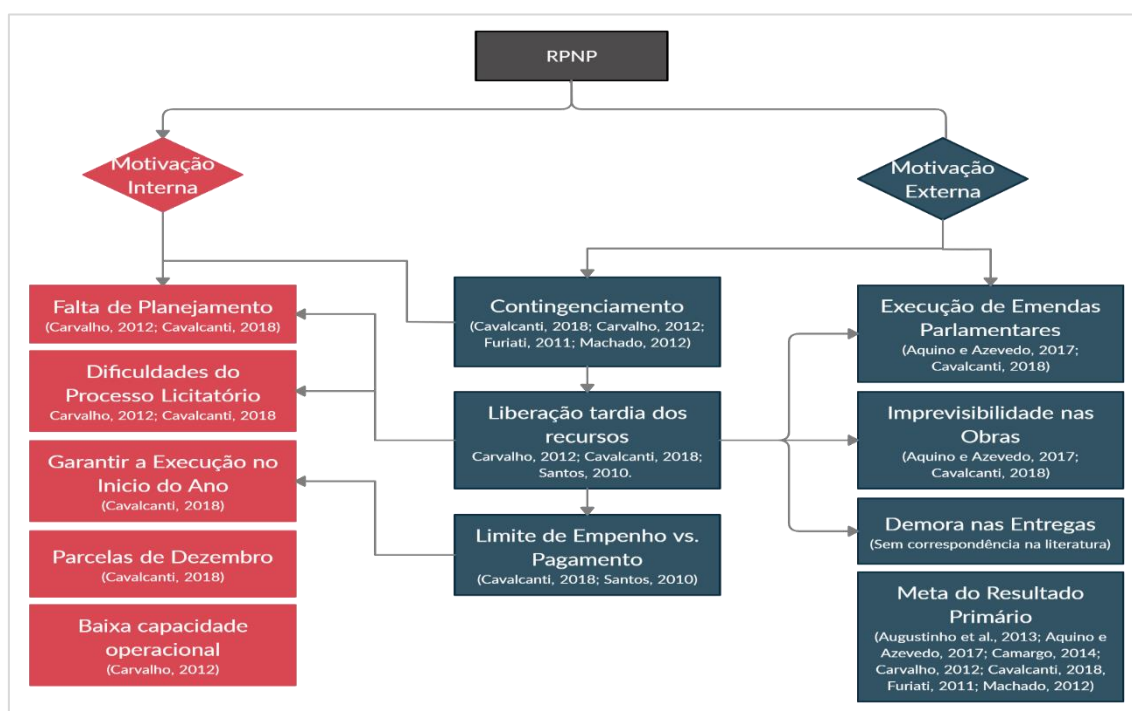 RPNP
Motivação
Interna
Motivação
Externa
Falta de Planejamento
(Carvalho, 2012; Cavalcanti, 2018)
Dificuldades do
Processo Licitatório
Carvalho, 2012; Cavalcanti, 2018
Garantir a Execução no
Inicio do Ano
(Cavalcanti, 2018)
Parcelas de Dezembro
(Cavalcanti, 2018)
Baixa capacidade
operacional
(Carvalho, 2012)
Contingenciamento
(Cavalcanti, 2018; Carvalho, 2012;
Furiati, 2011; Machado, 2012)
Liberação tardia dos
recursos
Carvalho, 2012; Cavalcanti, 2018;
Santos, 2010.
Limite de Empenho vs.
Pagamento
(Cavalcanti, 2018; Santos, 2010)
Execução de Emendas
Parlamentares
(Aquino e Azevedo, 2017;
Cavalcanti, 2018)
Imprevisibilidade nas
Obras
(Aquino e Azevedo, 2017;
Cavalcanti, 2018)
Demora nas Entregas
(Sem correspondência na literatura)
Meta do Resultado
Primário
(Augustinho et al., 2013; Aquino e
Azevedo, 2017; Camargo, 2014;
Carvalho, 2012; Cavalcanti, 2018,
Furiati, 2011; Machado, 2012)